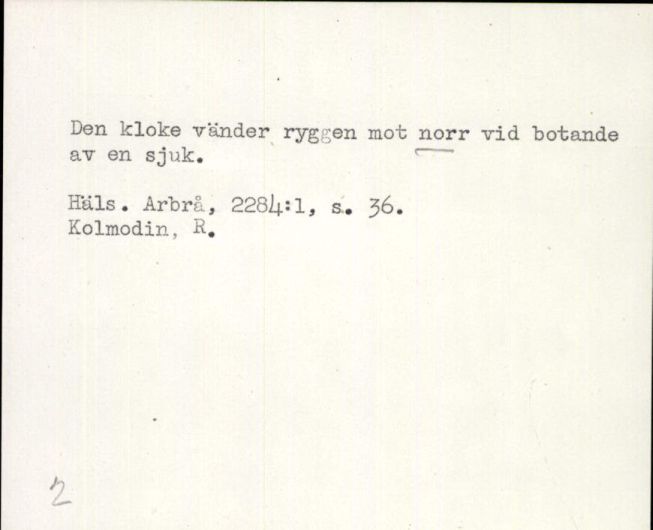 Den kloke vänder ryggen mot norr vid botande
av en sjuk.
Häls. Arbrå, 2284:1, s. 36.
Kolmodin, R.
2